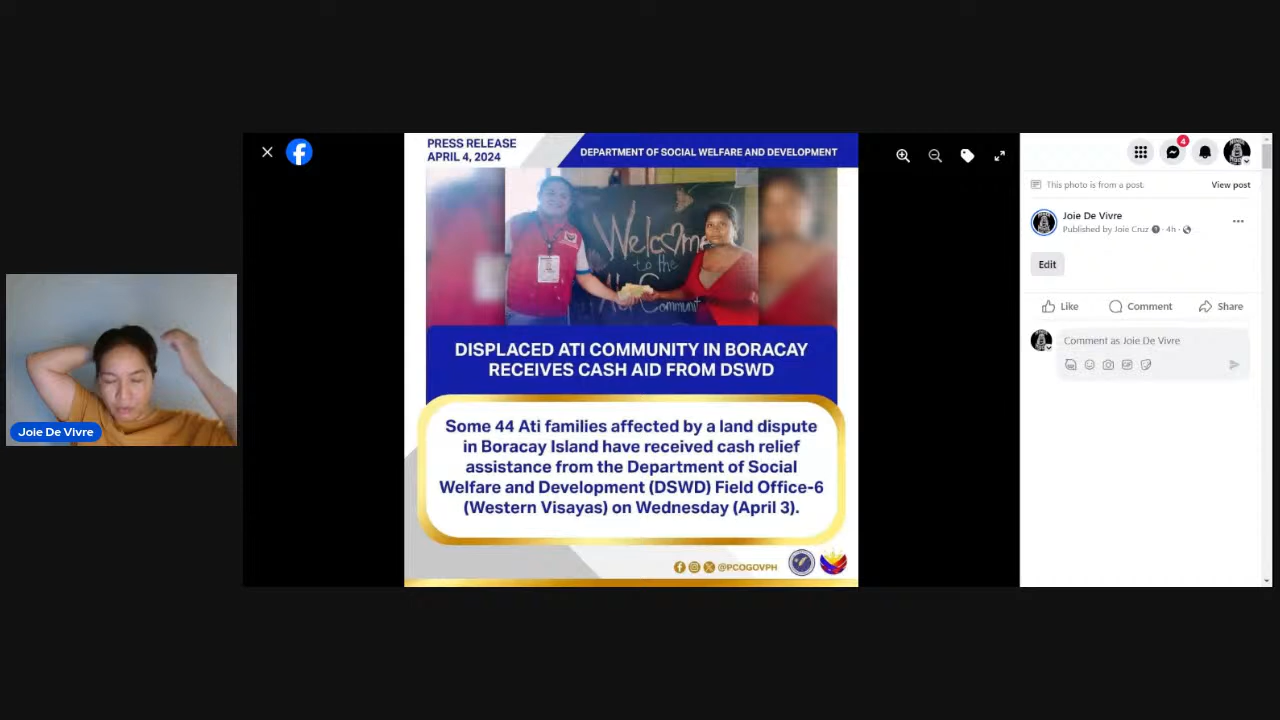 PRESS RELEASE
APRIL 4, 2024
DEPARTMENT OF SOCIAL WELFARE AND DEVELOPMENT
Welcome
to the
Ati Communit
DISPLACED ATI COMMUNITY IN BORACAY
RECEIVES CASH AID FROM DSWD
Some 44 Ati families affected by a land dispute
in Boracay Island have received cash relief
assistance from the Department of Social
Welfare and Development (DSWD) Field Office-6
(Western Visayas) on Wednesday (April 3).
@PCOGOVPH
Joie De Vivre
4
This photo is from a post.
View post
Joie De Vivre
Published by Joie Cruz · 4h ·
Edit
Like
Comment
Share
Comment as Joie De Vivre